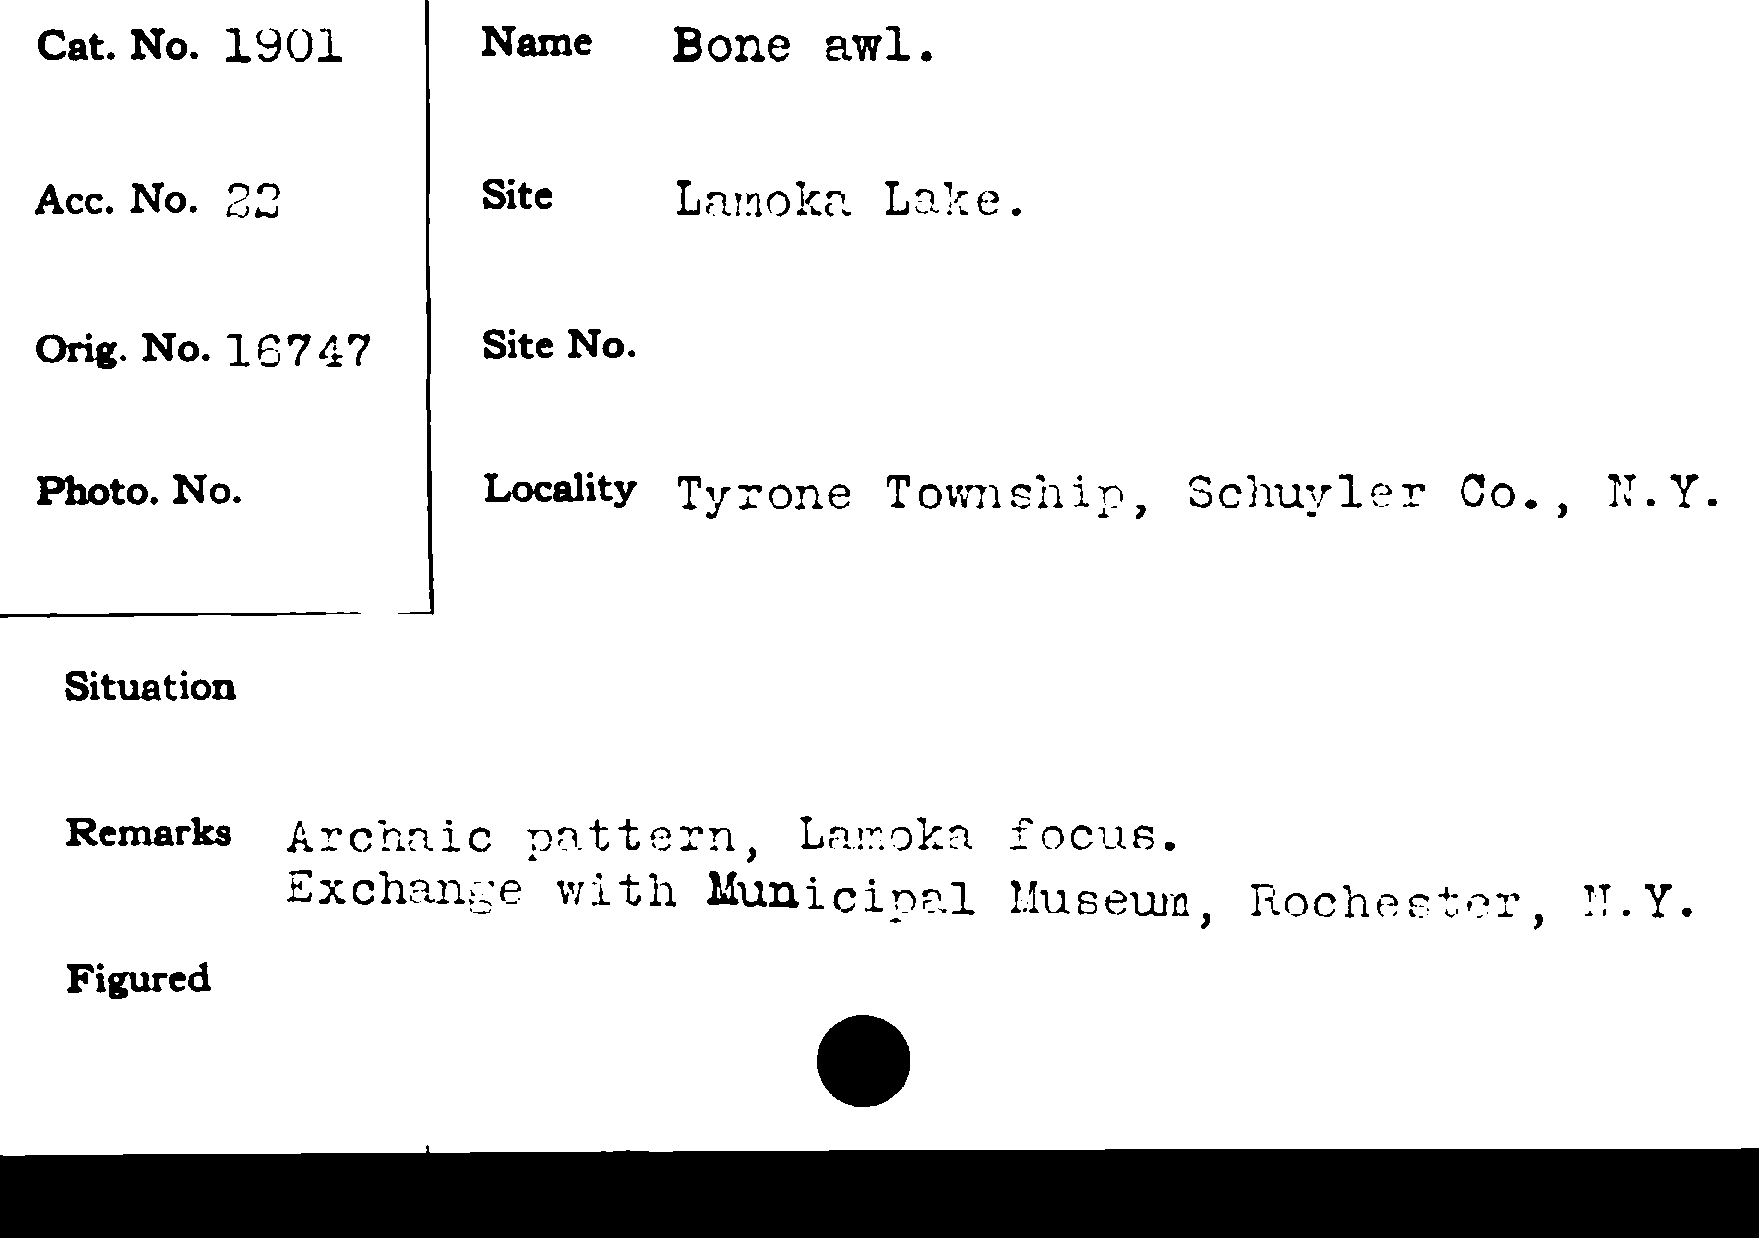 Cat. No. 1901
Name Bone awl.
Acc. No. 22
Site Lamoka Lake.
Orig. No. 16747
Site No.
Photo. No.
Locality Tyrone Township, Schuyler Co., N.Y.
Situation
Remarks Archaic pattern, Lamoka focus.
Exchange with Municipal Museum, Rochester, N.Y.
Figured